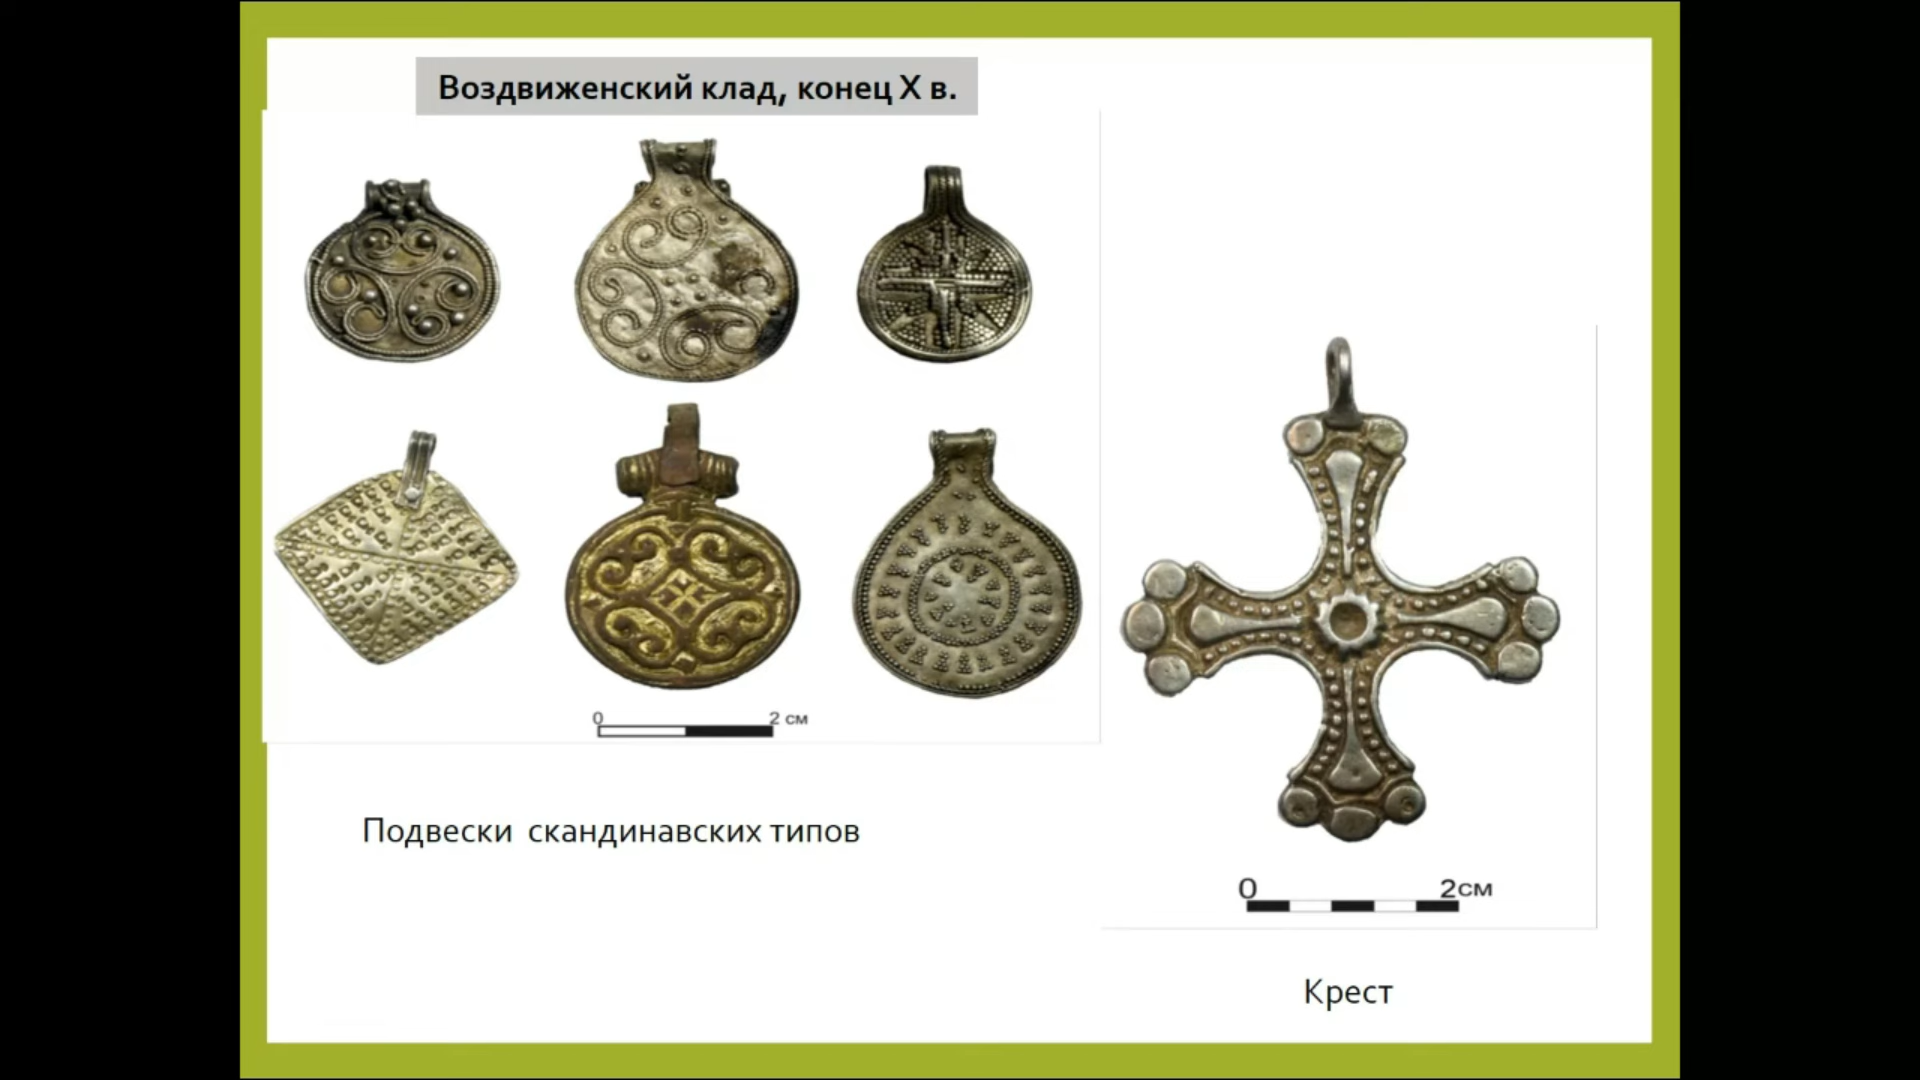 Воздвиженский клад, конец X в.
0 2 см
Подвески скандинавских типов
0 2см
Крест